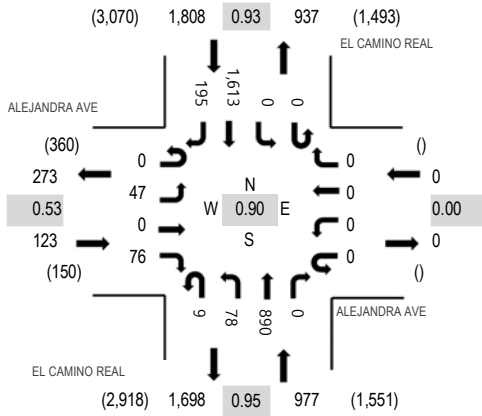 (3,070) 1,808 0.93 937 (1,493)
EL CAMINO REAL
195 1,613 0 0
ALEJANDRA AVE
(360) 0 0 ()
273 47 N 0 0
0.53 W 0.90 E 0.00
0 S 0
123 76 0 0
(150) ()
9 78 890 0
ALEJANDRA AVE
EL CAMINO REAL
(2,918) 1,698 0.95 977 (1,551)